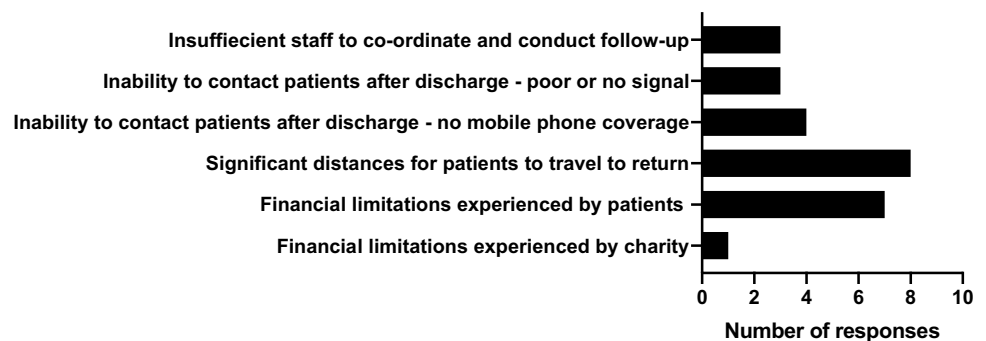 Insuffiecient staff to co-ordinate and conduct follow-up
Inability to contact patients after discharge - poor or no signal
Inability to contact patients after discharge - no mobile phone coverage
Significant distances for patients to travel to return
Financial limitations experienced by patients
Financial limitations experienced by charity
0 2 4 6 8 10
Number of responses